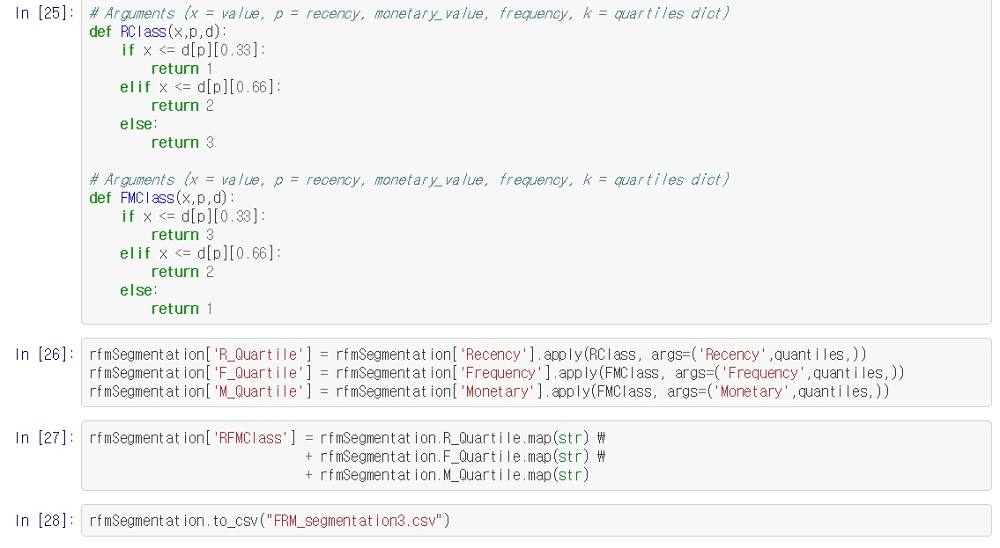 In [25]: # Arguments (x = value, p = recency, monetary_value, frequency, k = quartiles dict)
def RClass(x,p,d):
    if x <= d[p][0.33]:
        return 1
    elif x <= d[p][0.66]:
        return 2
    else:
        return 3

# Arguments (x = value, p = recency, monetary_value, frequency, k = quartiles dict)
def FMClass(x,p,d):
    if x <= d[p][0.33]:
        return 3
    elif x <= d[p][0.66]:
        return 2
    else:
        return 1
In [26]: rfmSegmentation['R_Quartile'] = rfmSegmentation['Recency'].apply(RClass, args=('Recency',quantiles,))
rfmSegmentation['F_Quartile'] = rfmSegmentation['Frequency'].apply(FMClass, args=('Frequency',quantiles,))
rfmSegmentation['M_Quartile'] = rfmSegmentation['Monetary'].apply(FMClass, args=('Monetary',quantiles,))
In [27]: rfmSegmentation['RFMClass'] = rfmSegmentation.R_Quartile.map(str) ₩
                            + rfmSegmentation.F_Quartile.map(str) ₩
                            + rfmSegmentation.M_Quartile.map(str)
In [28]: rfmSegmentation.to_csv("FRM_segmentation3.csv")